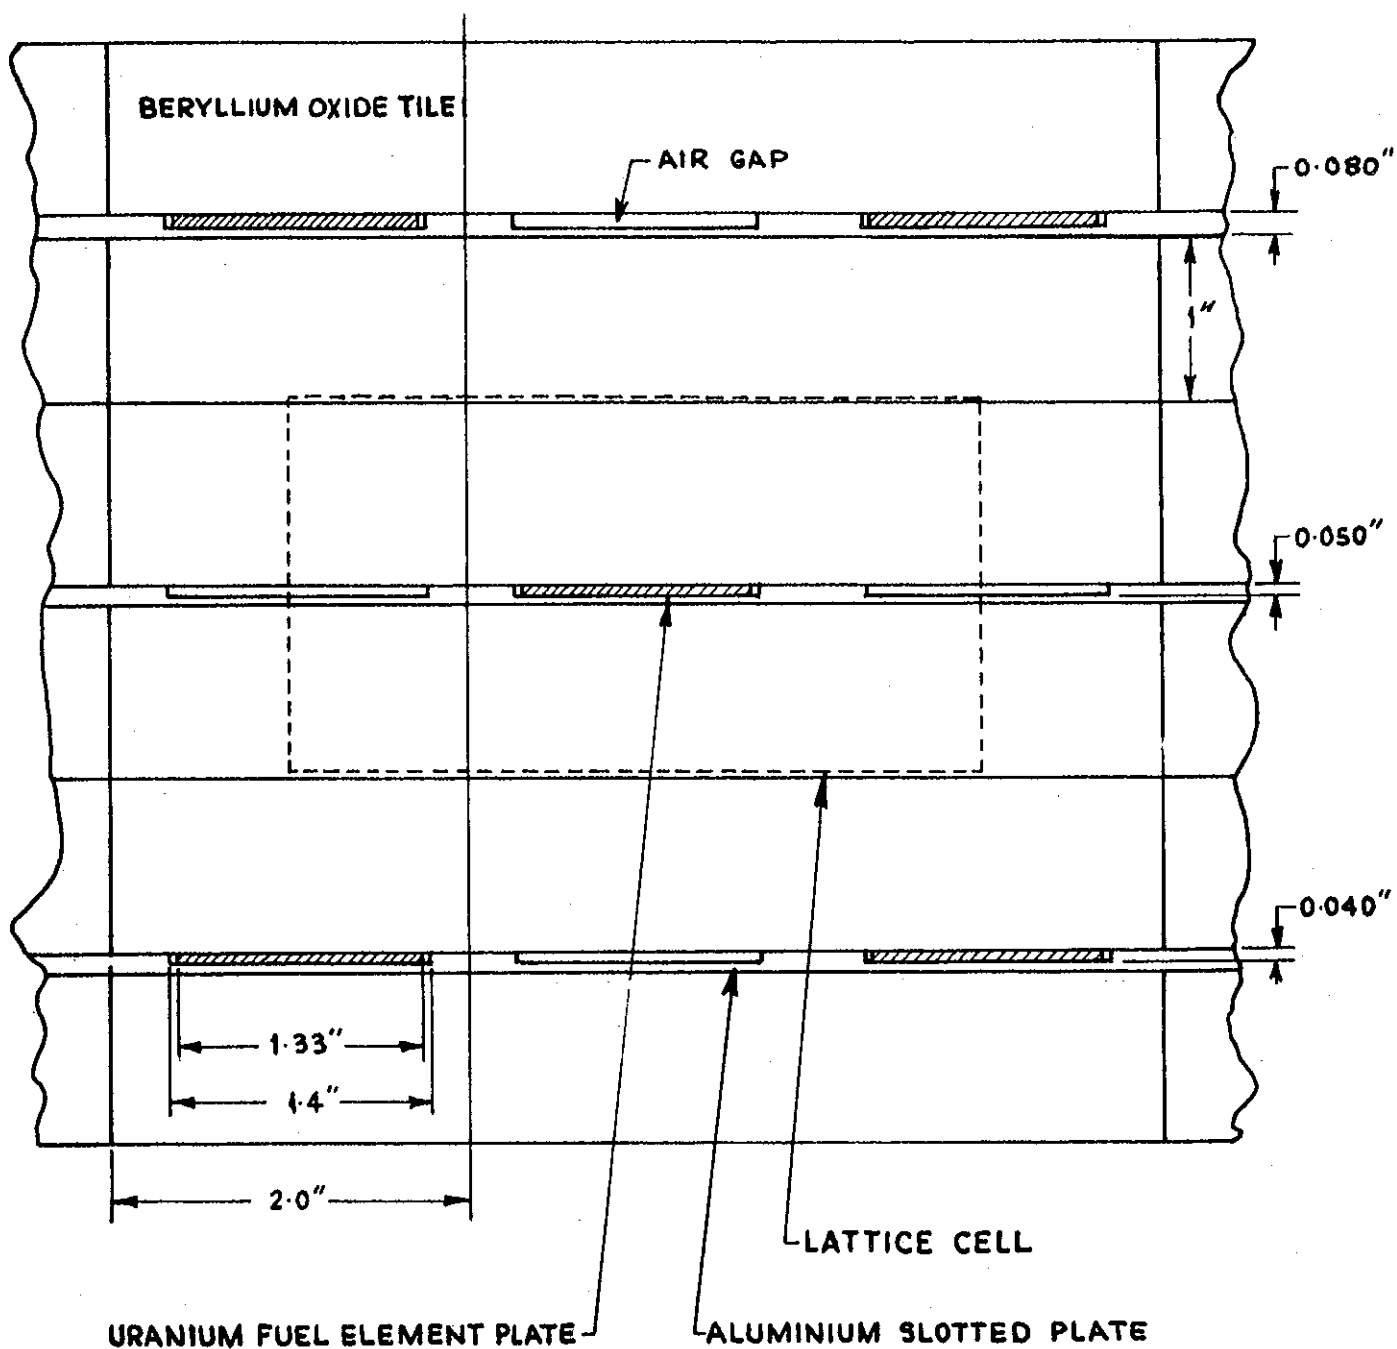 BERYLLIUM OXIDE TILE
AIR GAP
0·080"
1"
0·050"
0·040"
1·33"
1·4"
2·0"
LATTICE CELL
URANIUM FUEL ELEMENT PLATE
ALUMINIUM SLOTTED PLATE